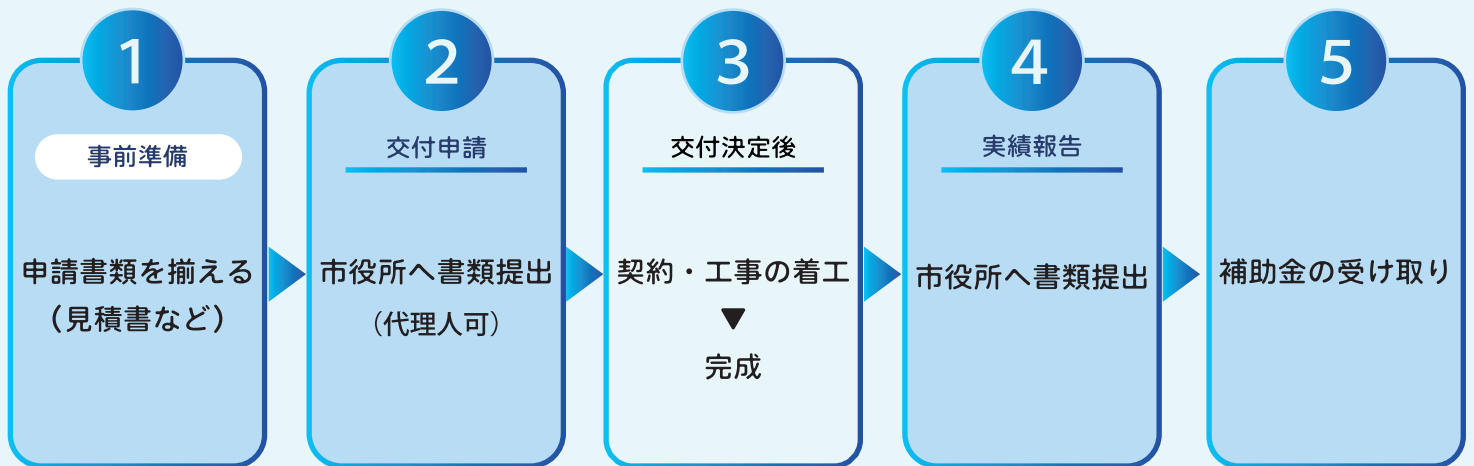 1
事前準備
申請書類を揃える
（見積書など）
2
交付申請
市役所へ書類提出
（代理人可）
3
交付決定後
契約・工事の着工
▼
完成
4
実績報告
市役所へ書類提出
5
補助金の受け取り